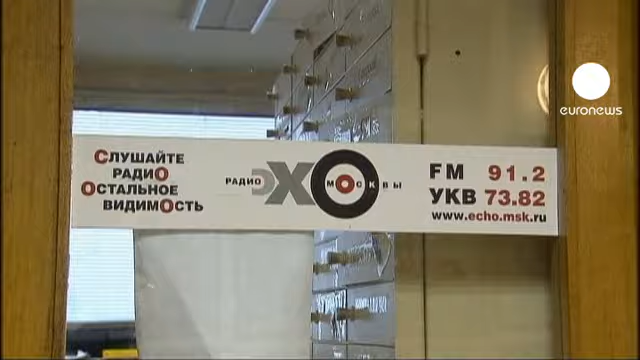 СЛУШАЙТЕ
РАДИО
ОСТАЛЬНОЕ
ВИДИМОСТЬ
РАДИО ЭХО МОСКВЫ
FM 91.2
УКВ 73.82
www.echo.msk.ru
euronews